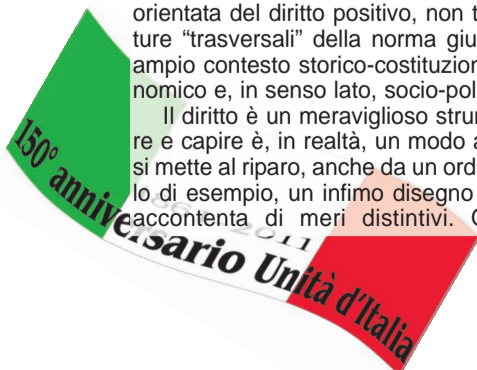 orientata del diritto positivo, non t
ture “trasversali” della norma giu
ampio contesto storico-costituzion
nomico e, in senso lato, socio-pol
Il diritto è un meraviglioso strun
re e capire è, in realtà, un modo a
si mette al riparo, anche da un ord
lo di esempio, un infimo disegno
accontenta di meri distintivi.
2011
150° anniversario Unità d'Italia